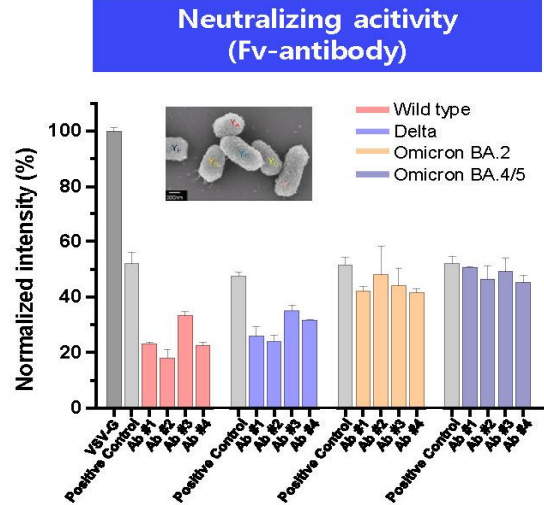 Neutralizing acitivity
(Fv-antibody)
Normalized intensity (%)
100
80
60
40
20
0
Wild type
Delta
Omicron BA.2
Omicron BA.4/5
200nm
VSV-G
Positive Control
Ab #1
Ab #2
Ab #3
Ab #4
Positive Control
Ab #1
Ab #2
Ab #3
Ab #4
Positive Control
Ab #1
Ab #2
Ab #3
Ab #4
Positive Control
Ab #1
Ab #2
Ab #3
Ab #4